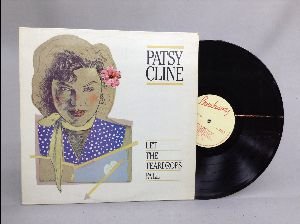 PATSY
CLINE
LET
THE
TEARDROPS
FALL